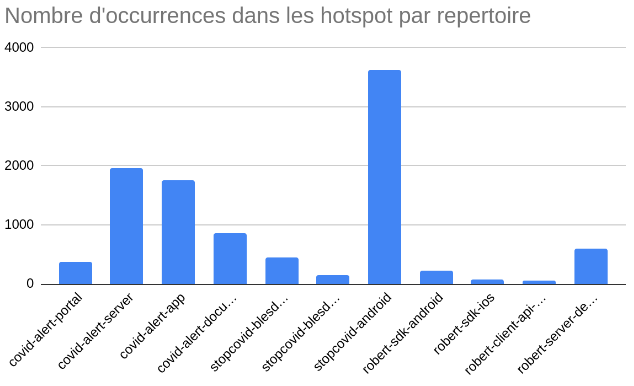 Nombre d'occurrences dans les hotspot par repertoire
4000
3000
2000
1000
0
covid-alert-portal
covid-alert-server
covid-alert-app
covid-alert-docu…
stopcovid-blesd…
stopcovid-blesd…
stopcovid-android
robert-sdk-android
robert-sdk-ios
robert-client-api-…
robert-server-de…